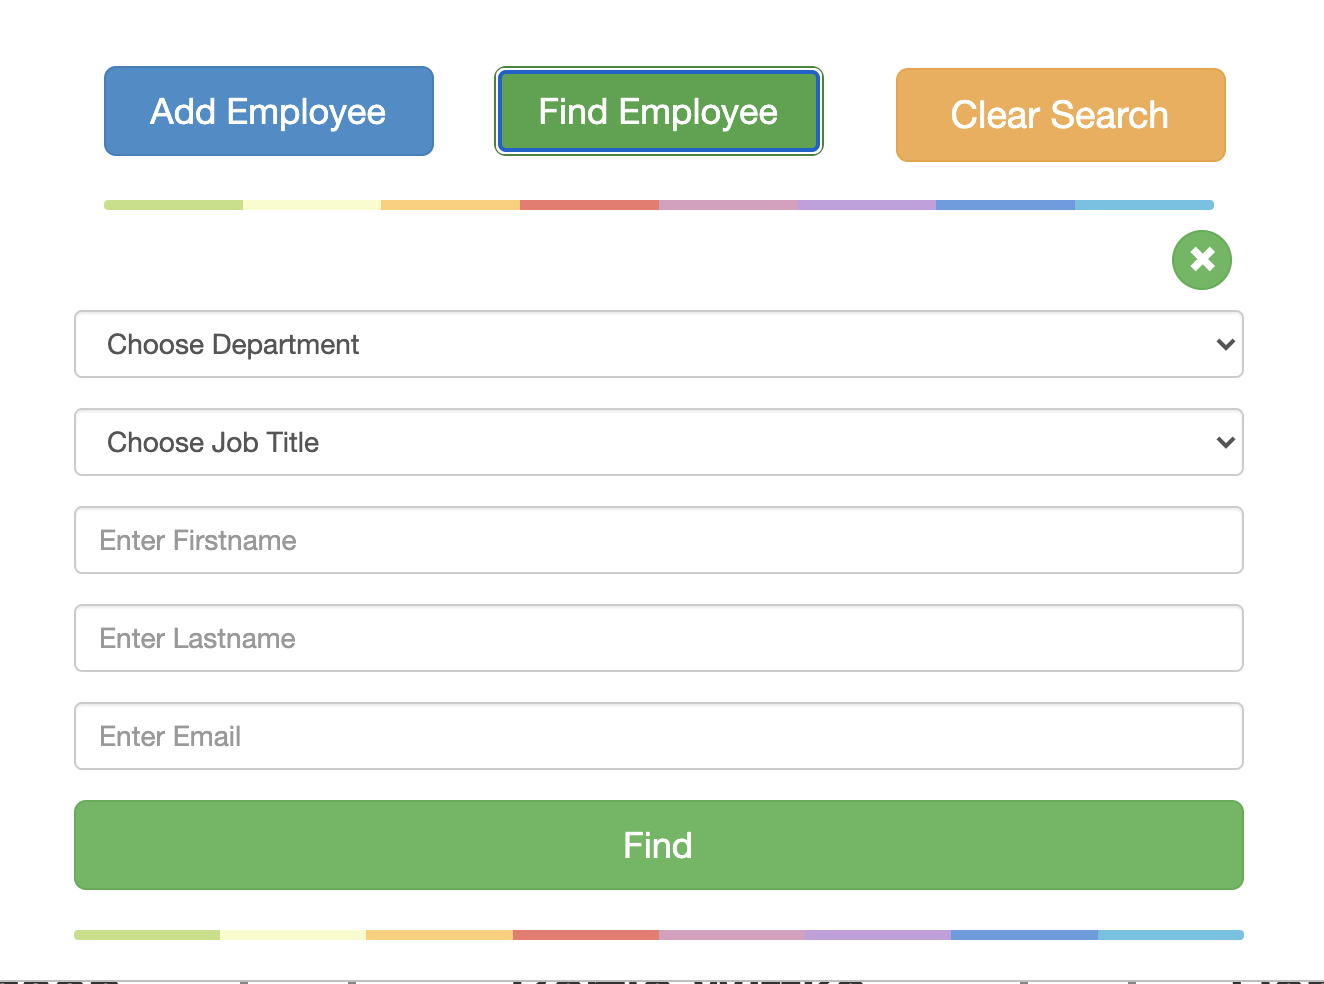 Add Employee
Find Employee
Clear Search
Choose Department
Choose Job Title
Enter Firstname
Enter Lastname
Enter Email
Find